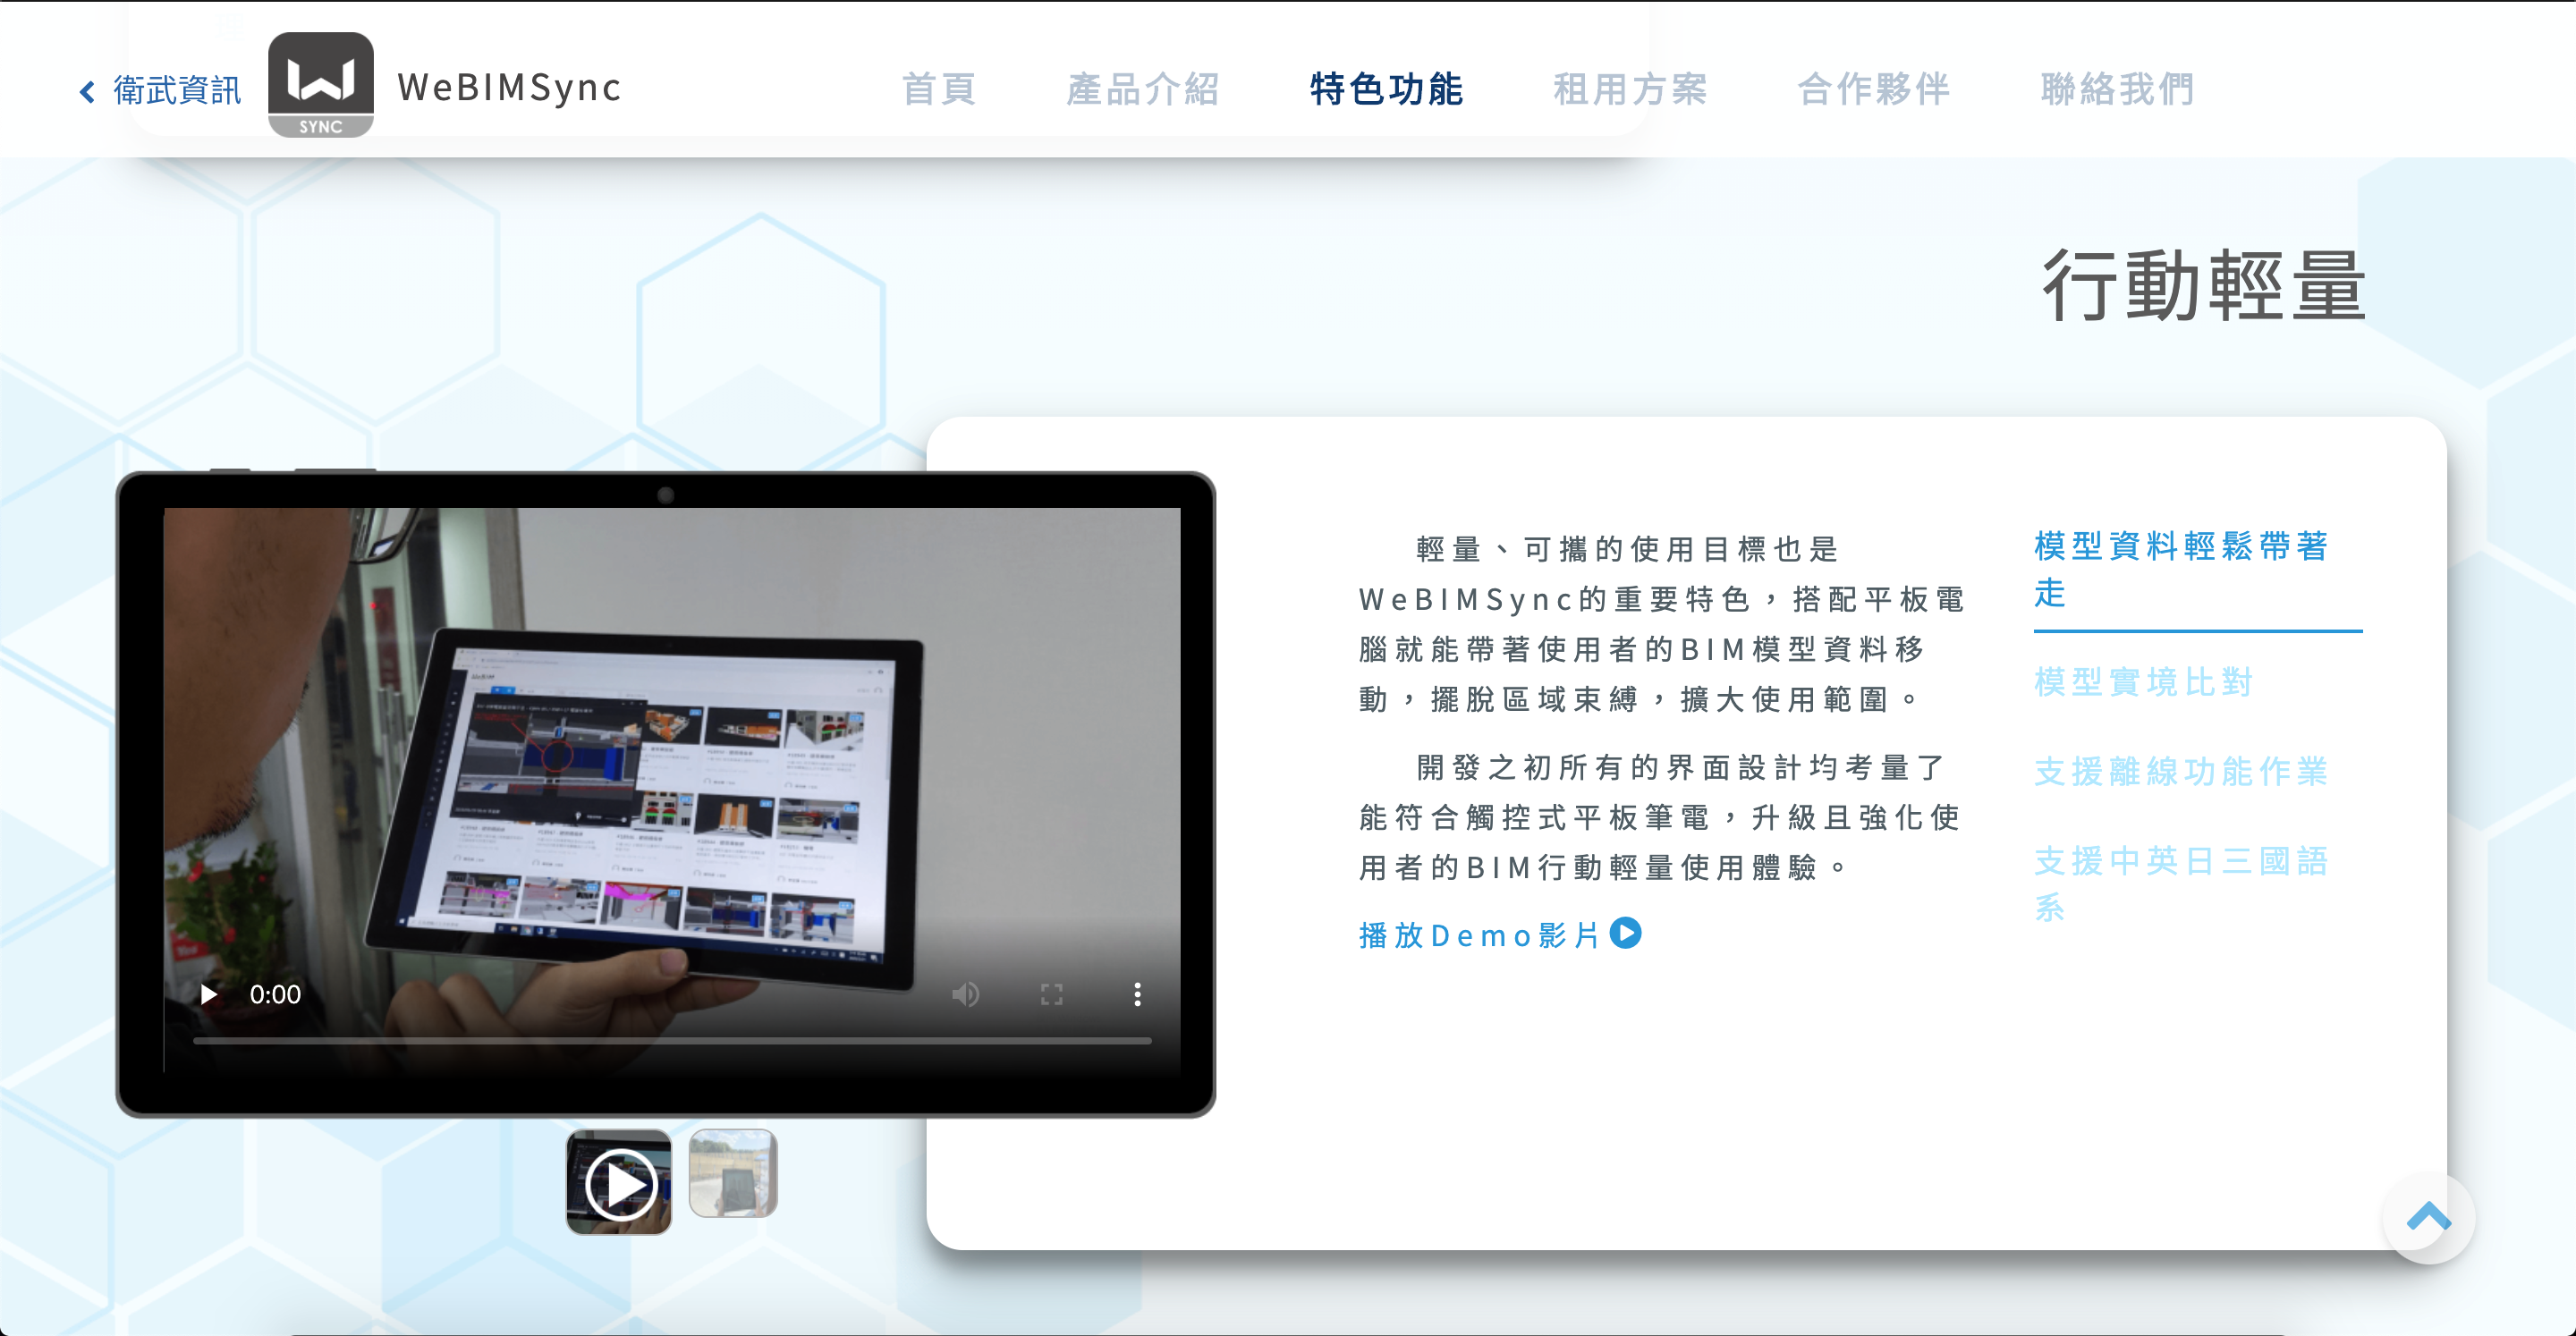 衛武資訊
SYNC
WeBIMSync
首頁
產品介紹
特色功能
租用方案
合作夥伴
聯絡我們
行動輕量
輕量、可攜的使用目標也是
WeBIMSync的重要特色，搭配平板電
腦就能帶著使用者的BIM模型資料移
動，擺脫區域束縛，擴大使用範圍。
開發之初所有的界面設計均考量了
能符合觸控式平板筆電，升級且強化使
用者的BIM行動輕量使用體驗。
播放Demo影片
模型資料輕鬆帶著
走
模型實境比對
支援離線功能作業
支援中英日三國語
系
0:00